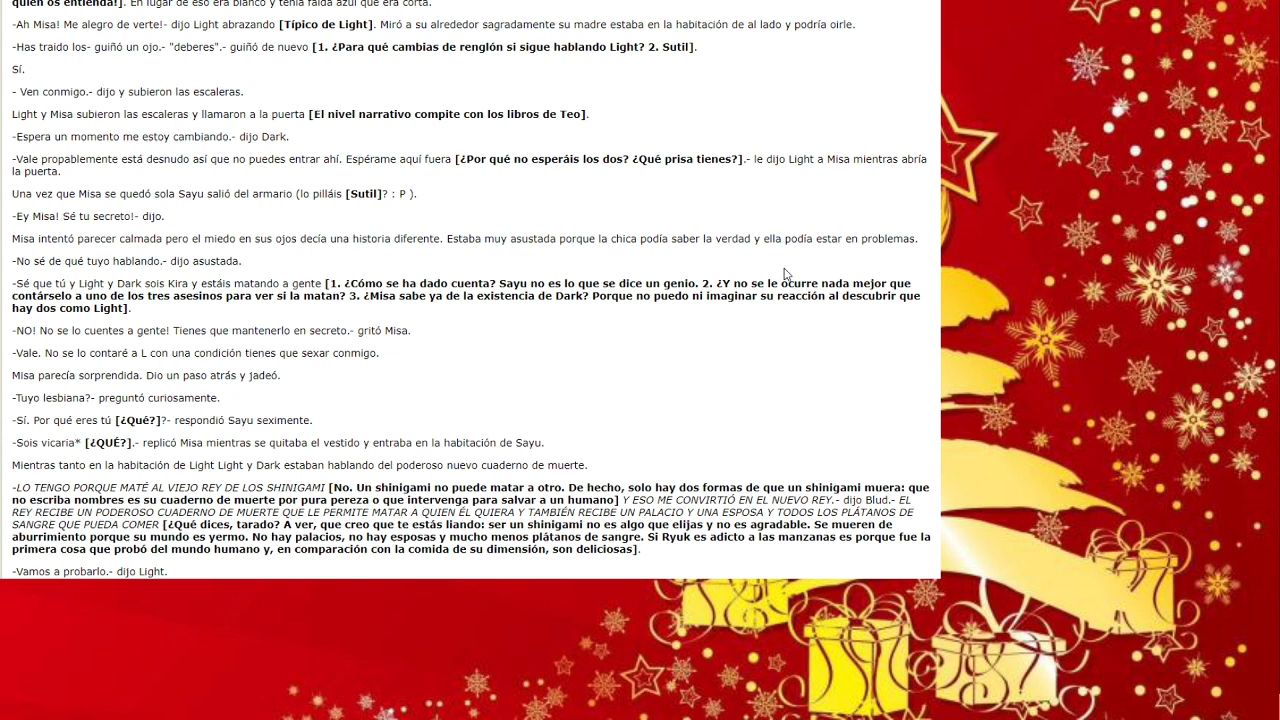 quién os entienda!]. En lugar de eso era blanco y tenía falda azul que era corta.
-Ah Misa! Me alegro de verte!- dijo Light abrazando [Típico de Light]. Miró a su alrededor sagradamente su madre estaba en la habitación de al lado y podría oirle.
-Has traido los- guiñó un ojo.- "deberes".- guiñó de nuevo [1. ¿Para qué cambias de renglón si sigue hablando Light? 2. Sutil].
Sí.
- Ven conmigo.- dijo y subieron las escaleras.
Light y Misa subieron las escaleras y llamaron a la puerta [El nivel narrativo compite con los libros de Teo].
-Espera un momento me estoy cambiando.- dijo Dark.
-Vale propablemente está desnudo así que no puedes entrar ahí. Espérame aquí fuera [¿Por qué no esperáis los dos? ¿Qué prisa tienes?].- le dijo Light a Misa mientras abría
la puerta.
Una vez que Misa se quedó sola Sayu salió del armario (lo pilláis [Sutil]? : P ).
-Ey Misa! Sé tu secreto!- dijo.
Misa intentó parecer calmada pero el miedo en sus ojos decía una historia diferente. Estaba muy asustada porque la chica podía saber la verdad y ella podía estar en problemas.
-No sé de qué tuyo hablando.- dijo asustada.
-Sé que tú y Light y Dark sois Kira y estáis matando a gente [1. ¿Cómo se ha dado cuenta? Sayu no es lo que se dice un genio. 2. ¿Y no se le ocurre nada mejor que
contárselo a uno de los tres asesinos para ver si la matan? 3. ¿Misa sabe ya de la existencia de Dark? Porque no puedo ni imaginar su reacción al descubrir que
hay dos como Light].
-NO! No se lo cuentes a gente! Tienes que mantenerlo en secreto.- gritó Misa.
-Vale. No se lo contaré a L con una condición tienes que sexar conmigo.
Misa parecía sorprendida. Dio un paso atrás y jadeó.
-Tuyo lesbiana?- preguntó curiosamente.
-Sí. Por qué eres tú [¿Qué?]?- respondió Sayu seximente.
-Sois vicaria* [¿QUÉ?].- replicó Misa mientras se quitaba el vestido y entraba en la habitación de Sayu.
Mientras tanto en la habitación de Light Light y Dark estaban hablando del poderoso nuevo cuaderno de muerte.
-LO TENGO PORQUE MATÉ AL VIEJO REY DE LOS SHINIGAMI [No. Un shinigami no puede matar a otro. De hecho, solo hay dos formas de que un shinigami muera: que
no escriba nombres es su cuaderno de muerte por pura pereza o que intervenga para salvar a un humano] Y ESO ME CONVIRTIÓ EN EL NUEVO REY.- dijo Blud.- EL
REY RECIBE UN PODEROSO CUADERNO DE MUERTE QUE LE PERMITE MATAR A QUIEN ÉL QUIERA Y TAMBIÉN RECIBE UN PALACIO Y UNA ESPOSA Y TODOS LOS PLÁTANOS DE
SANGRE QUE PUEDA COMER [¿Qué dices, tarado? A ver, que creo que te estás liando: ser un shinigami no es algo que elijas y no es agradable. Se mueren de
aburrimiento porque su mundo es yermo. No hay palacios, no hay esposas y mucho menos plátanos de sangre. Si Ryuk es adicto a las manzanas es porque fue la
primera cosa que probó del mundo humano y, en comparación con la comida de su dimensión, son deliciosas].
-Vamos a probarlo.- dijo Light.